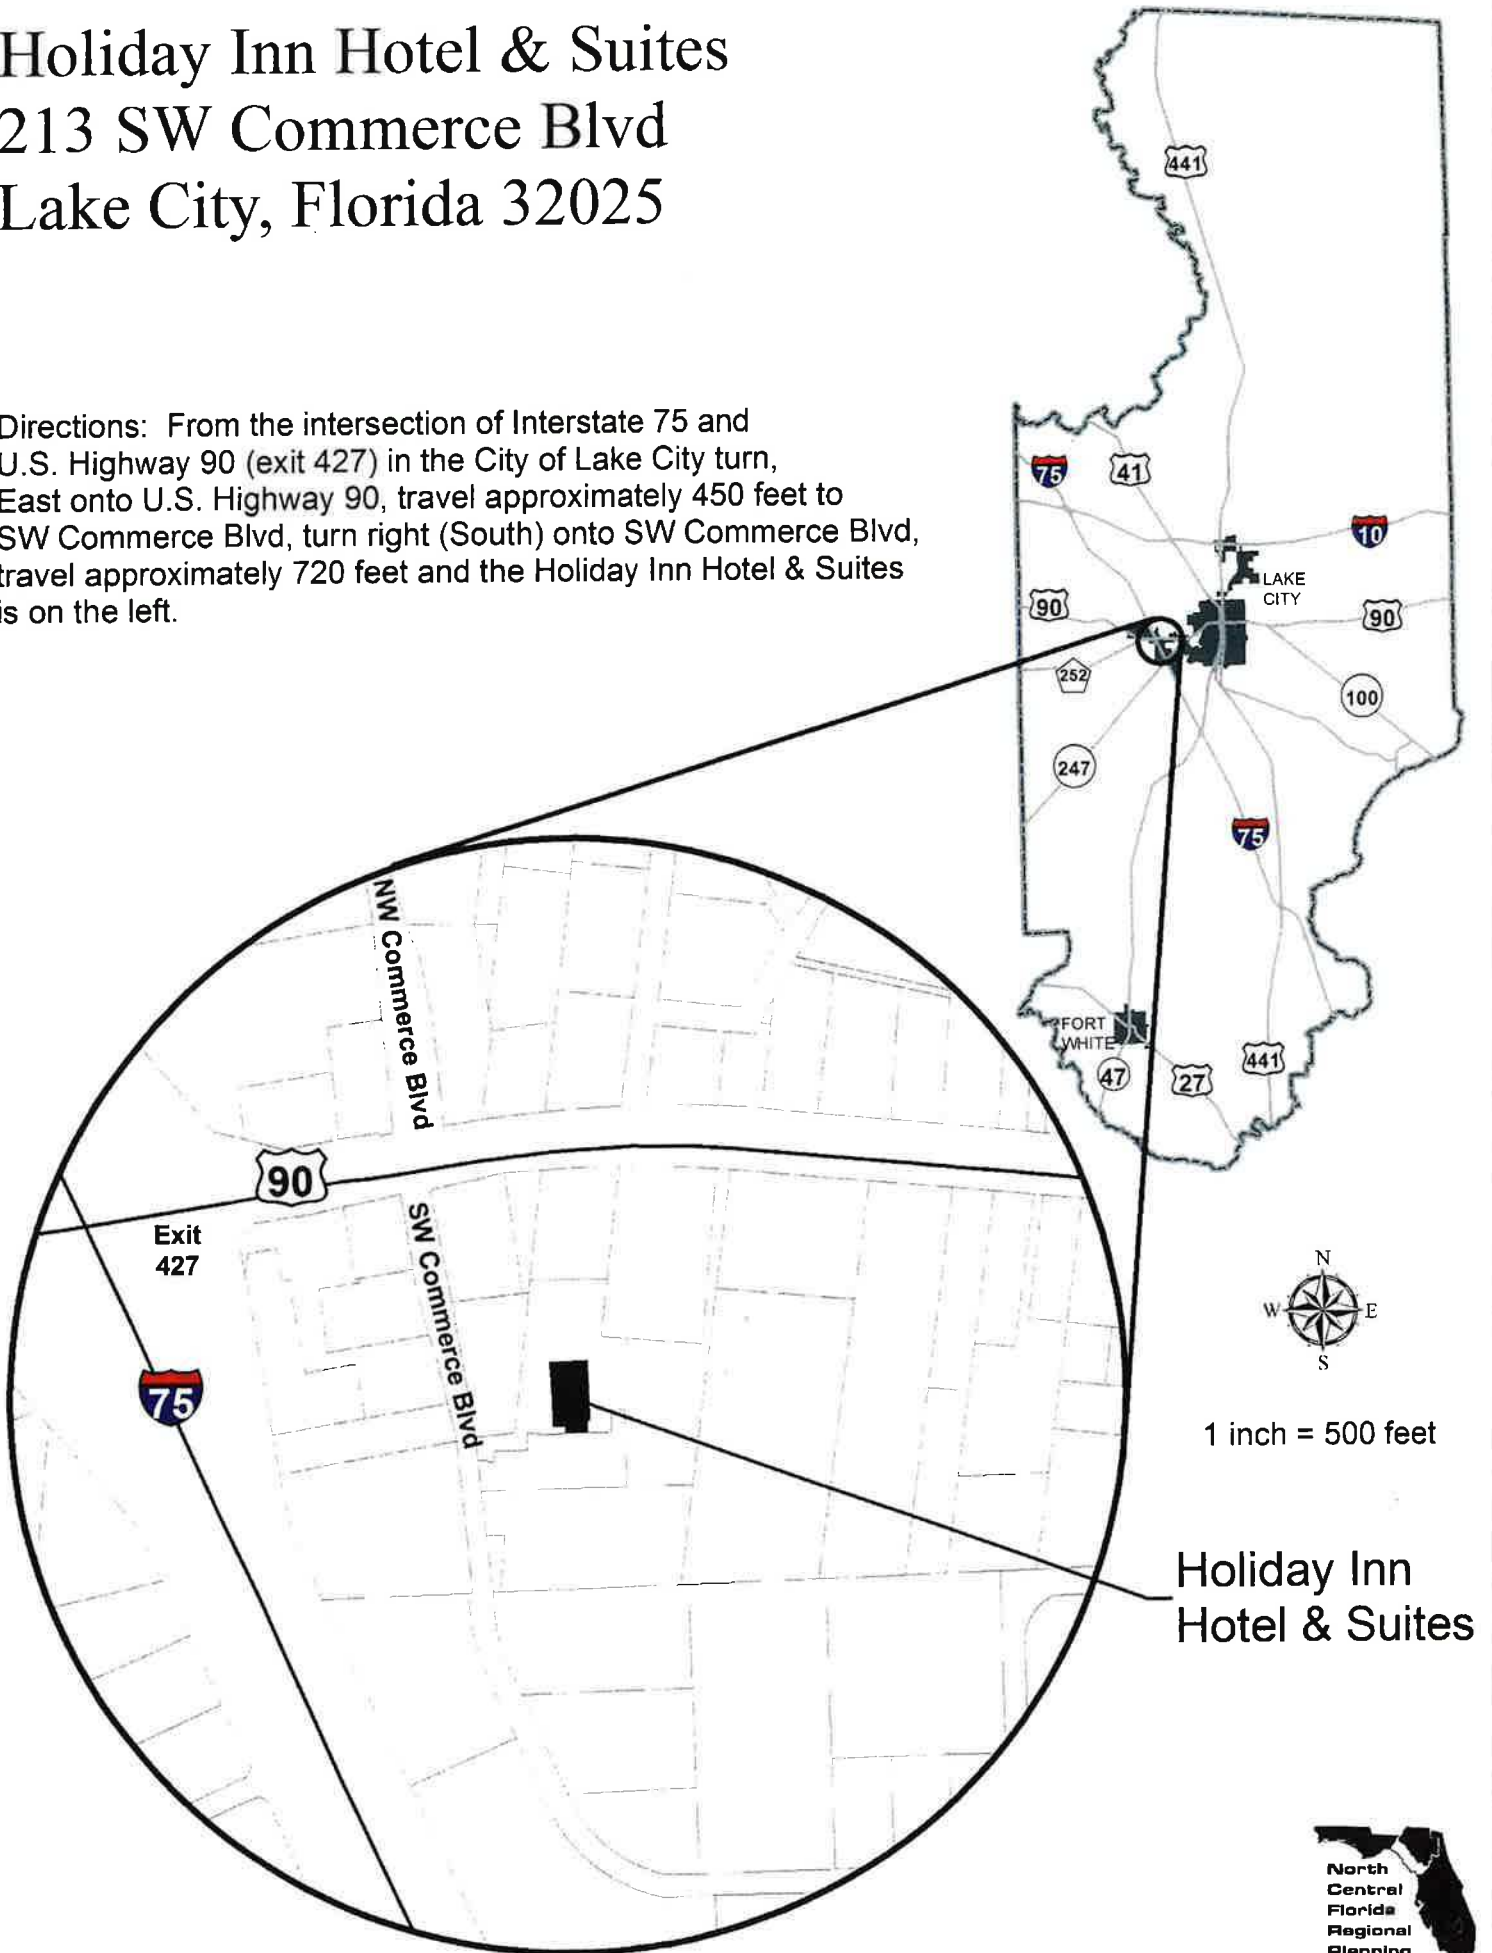 Holiday Inn Hotel & Suites
213 SW Commerce Blvd
Lake City, Florida 32025
Directions: From the intersection of Interstate 75 and
U.S. Highway 90 (exit 427) in the City of Lake City turn,
East onto U.S. Highway 90, travel approximately 450 feet to
SW Commerce Blvd, turn right (South) onto SW Commerce Blvd,
travel approximately 720 feet and the Holiday Inn Hotel & Suites
is on the left.
441
75
41
10
LAKE
CITY
90
90
252
100
247
75
FORT
WHITE
47
27
441
NW Commerce Blvd
90
Exit
427
SW Commerce Blvd
75
N
W
E
S
1 inch = 500 feet
Holiday Inn
Hotel & Suites
North
Central
Florida
Regional
Planning